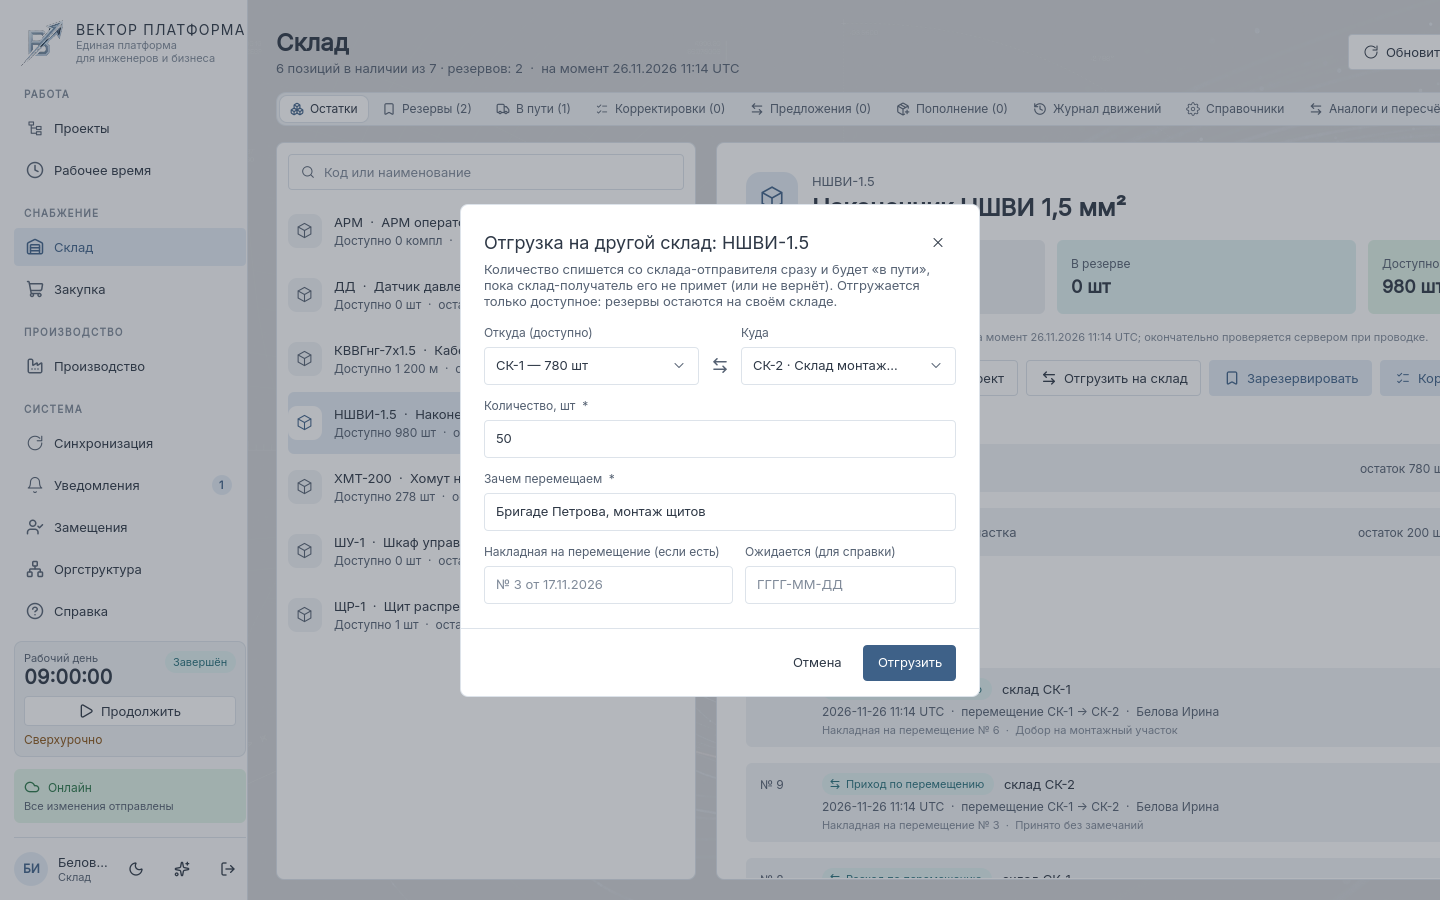 ВЕКТОР ПЛАТФОРМА
Единая платформа
для инженеров и бизнеса
РАБОТА
Проекты
Рабочее время
СНАБЖЕНИЕ
Склад
Закупка
ПРОИЗВОДСТВО
Производство
СИСТЕМА
Синхронизация
Уведомления 1
Замещения
Оргструктура
Справка
Рабочий день Завершён
09:00:00
Продолжить
Сверхурочно
Онлайн
Все изменения отправлены
БИ Белов...
Склад
Склад
6 позиций в наличии из 7 · резервов: 2 · на момент 26.11.2026 11:14 UTC
Обновит
Остатки Резервы (2) В пути (1) Корректировки (0) Предложения (0) Пополнение (0) Журнал движений Справочники Аналоги и пересчё
Код или наименование
АРМ · АРМ операт
Доступно 0 компл ·
ДД · Датчик давле
Доступно 0 шт · оста
КВВГнг-7х1.5 · Кабе
Доступно 1 200 м · о
НШВИ-1.5 · Наконе
Доступно 980 шт · о
ХМТ-200 · Хомут н
Доступно 278 шт · о
ШУ-1 · Шкаф управ
Доступно 0 шт · оста
ЩР-1 · Щит распре
Доступно 1 шт · оста
НШВИ-1.5
Наконечник НШВИ 1,5 мм²
В резерве
0 шт
Доступно
980 шт
а момент 26.11.2026 11:14 UTC; окончательно проверяется сервером при проводке.
оект Отгрузить на склад Зарезервировать Кор
остаток 780 ш
астка остаток 200 ш
склад СК-1
2026-11-26 11:14 UTC · перемещение СК-1 → СК-2 · Белова Ирина
Накладная на перемещение № 6 · Добор на монтажный участок
№ 9 Приход по перемещению склад СК-2
2026-11-26 11:14 UTC · перемещение СК-1 → СК-2 · Белова Ирина
Накладная на перемещение № 3 · Принято без замечаний
Отгрузка на другой склад: НШВИ-1.5
Количество спишется со склада-отправителя сразу и будет «в пути»,
пока склад-получатель его не примет (или не вернёт). Отгружается
только доступное: резервы остаются на своём складе.
Откуда (доступно) Куда
СК-1 — 780 шт СК-2 · Склад монтаж...
Количество, шт *
50
Зачем перемещаем *
Бригаде Петрова, монтаж щитов
Накладная на перемещение (если есть) Ожидается (для справки)
№ 3 от 17.11.2026 ГГГГ-ММ-ДД
Отмена Отгрузить